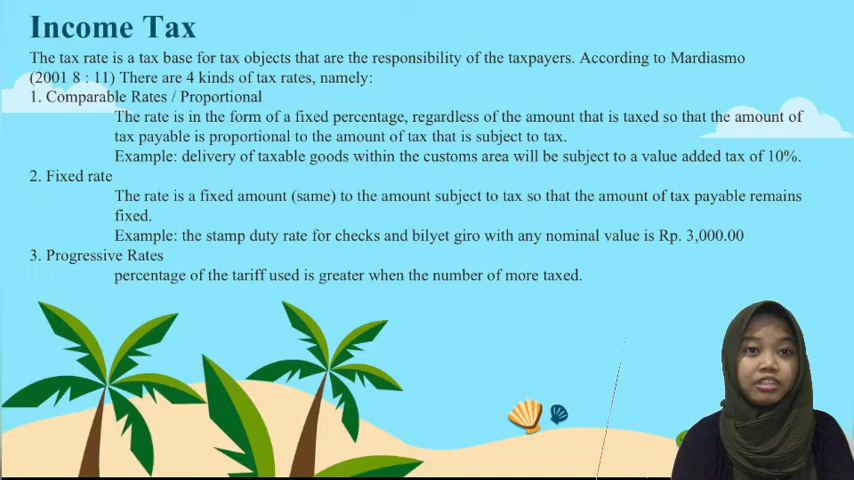 Income Tax
The tax rate is a tax base for tax objects that are the responsibility of the taxpayers. According to Mardiasmo
(2001 8 : 11) There are 4 kinds of tax rates, namely:
1. Comparable Rates / Proportional
The rate is in the form of a fixed percentage, regardless of the amount that is taxed so that the amount of
tax payable is proportional to the amount of tax that is subject to tax.
Example: delivery of taxable goods within the customs area will be subject to a value added tax of 10%.
2. Fixed rate
The rate is a fixed amount (same) to the amount subject to tax so that the amount of tax payable remains
fixed.
Example: the stamp duty rate for checks and bilyet giro with any nominal value is Rp. 3,000.00
3. Progressive Rates
percentage of the tariff used is greater when the number of more taxed.